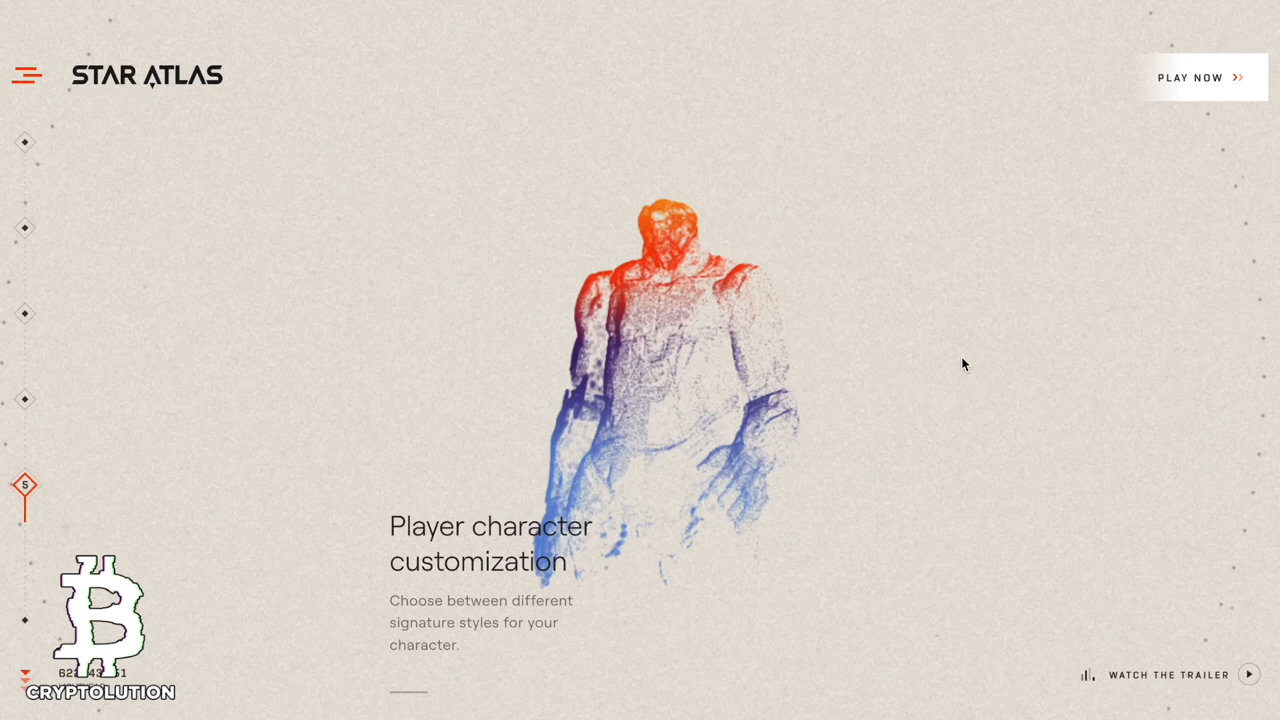 STAR ATLAS
PLAY NOW
5
Player character
customization
Choose between different
signature styles for your
character.
CRYPTOLUTION
WATCH THE TRAILER